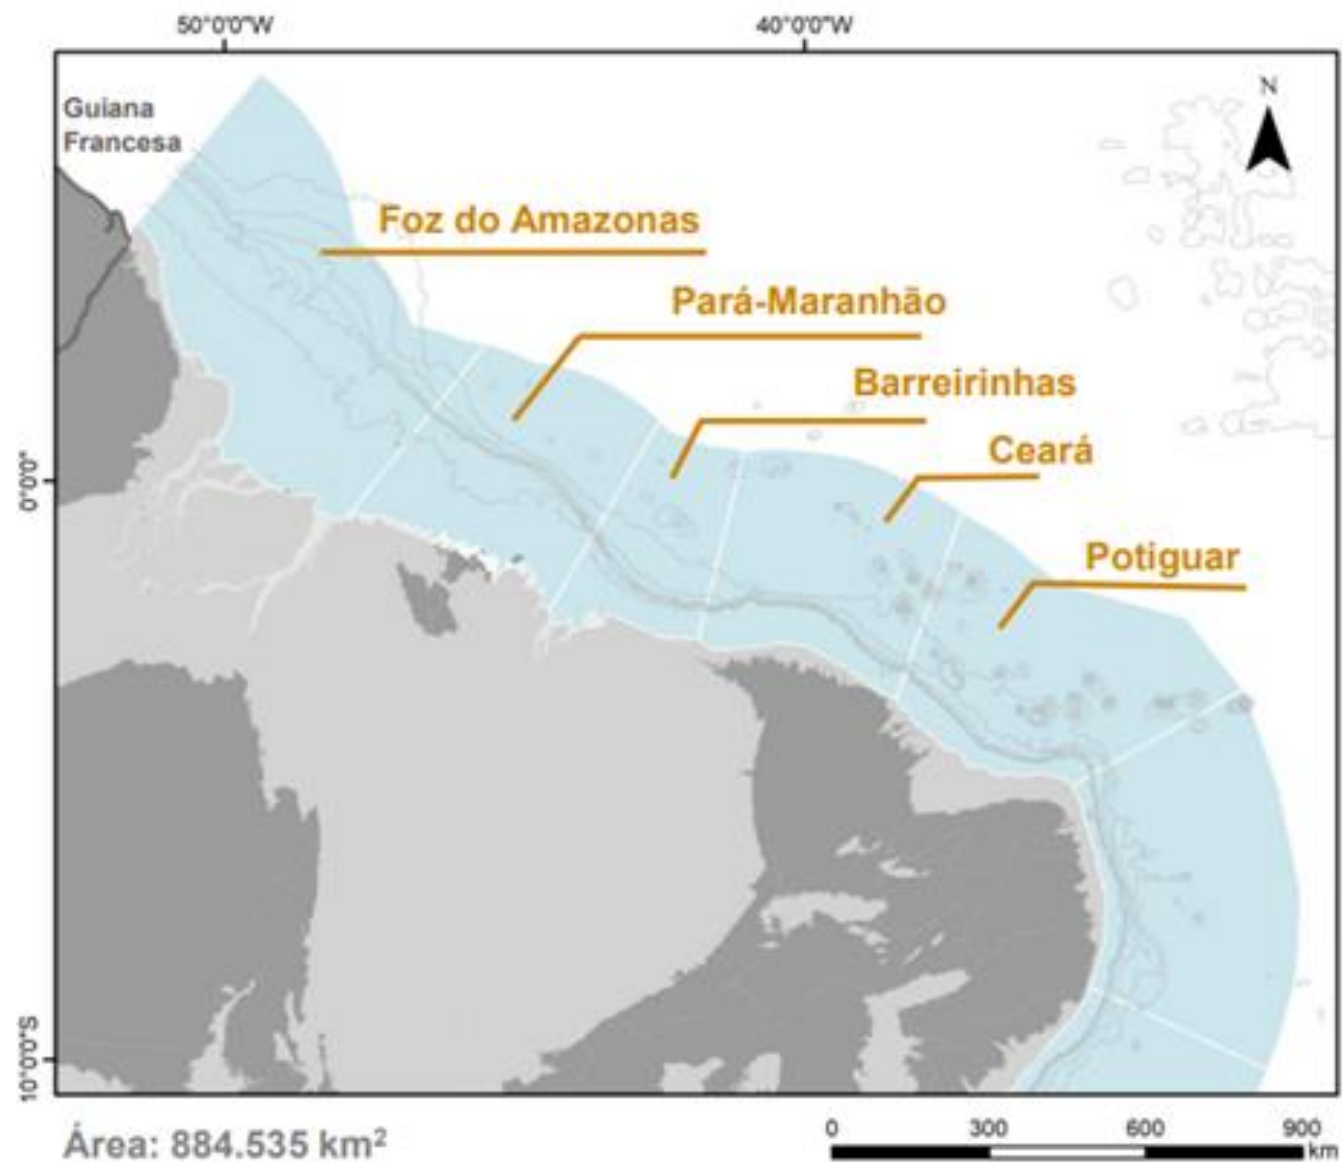 50°0'0"W
40°0'0"W
Guiana
Francesa
N
Foz do Amazonas
Pará-Maranhão
Barreirinhas
Ceará
0°0'0"
Potiguar
10°0'0"S
Área: 884.535 km²
0 300 600 900
km